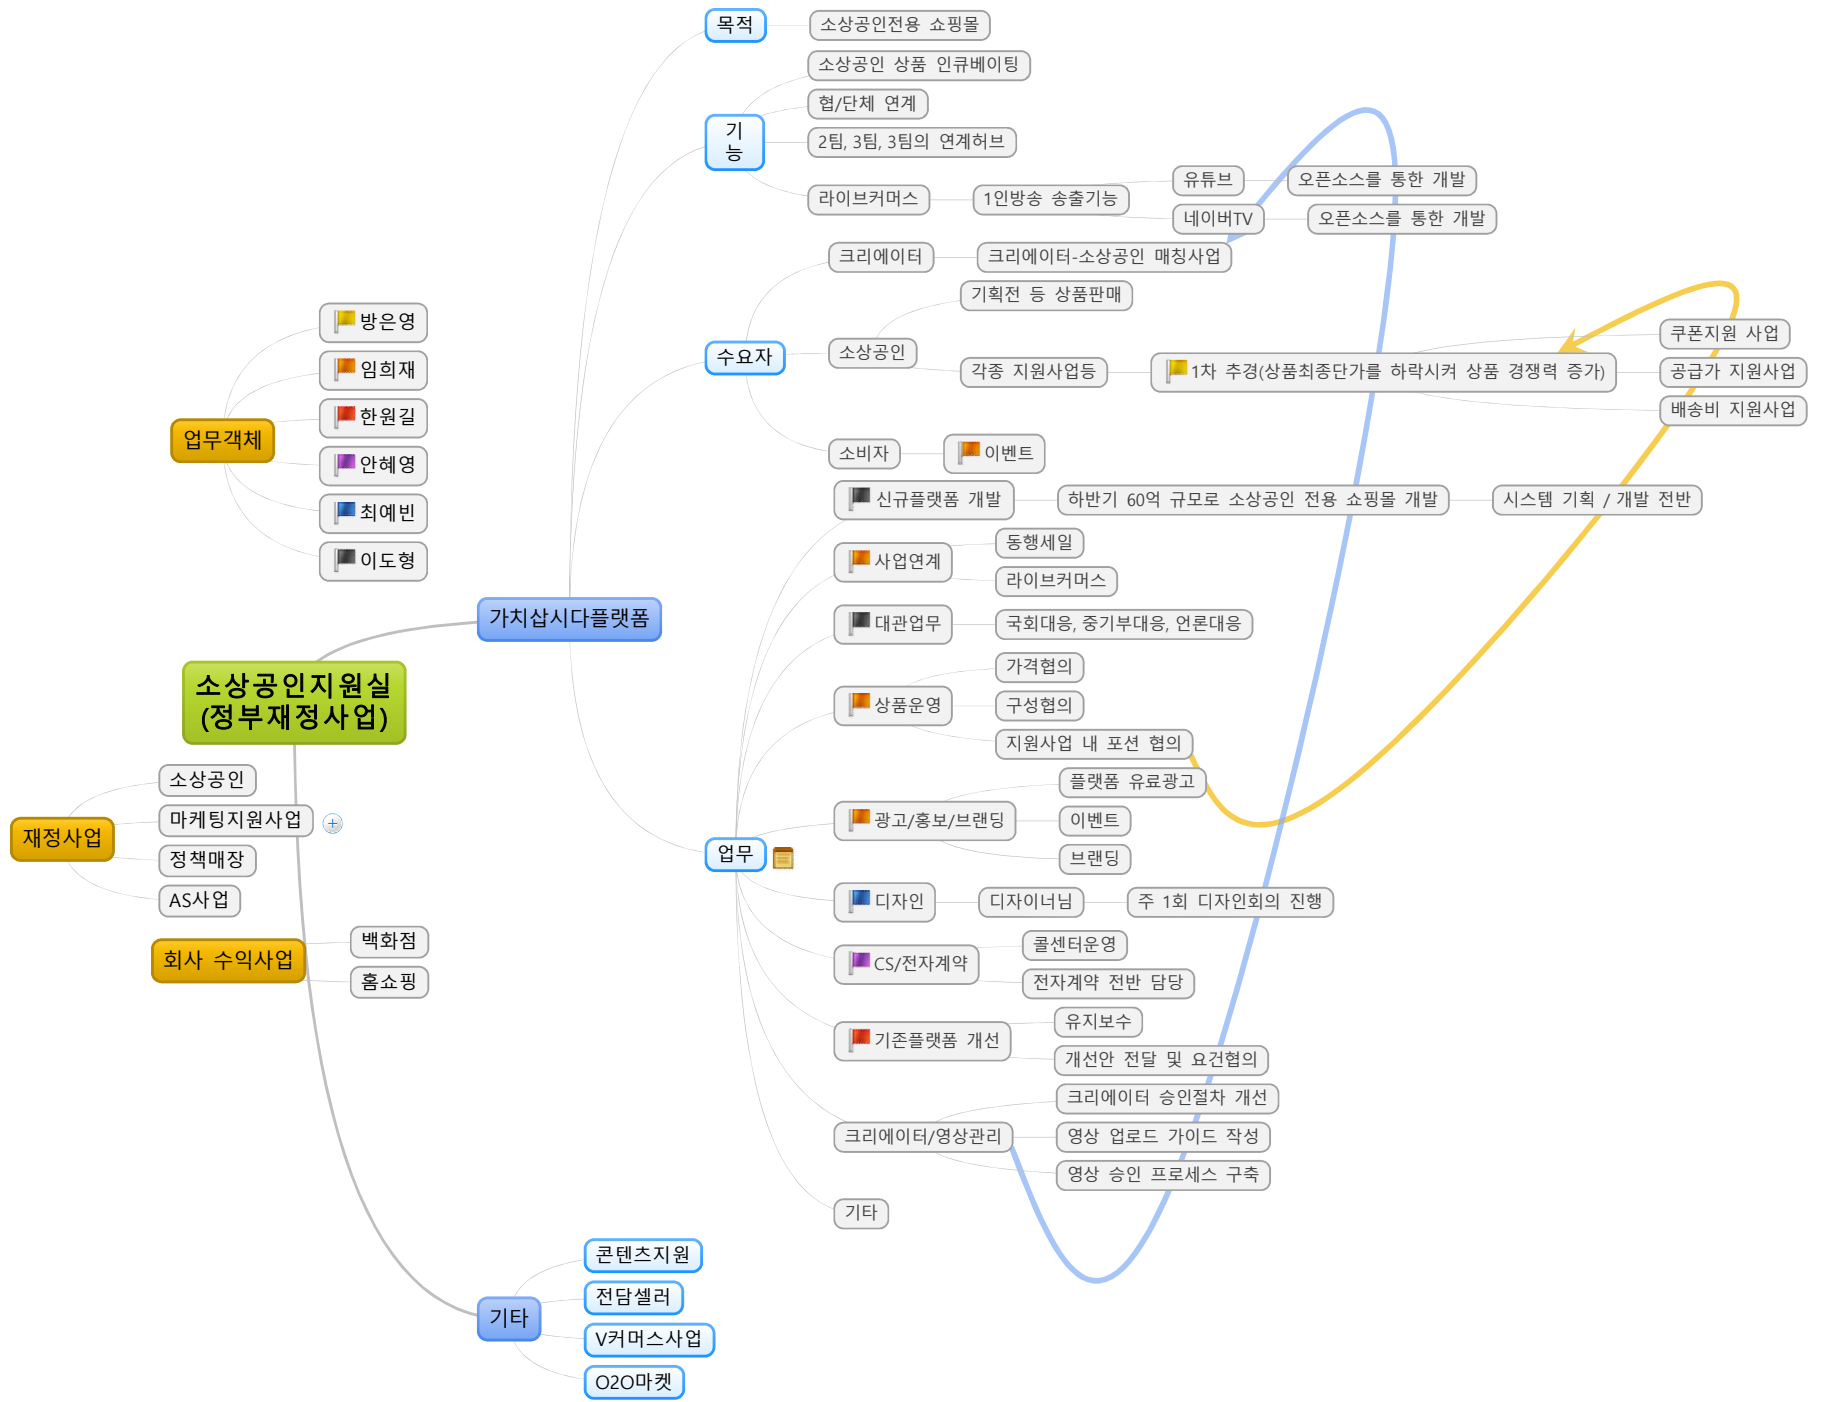 소상공인지원실
(정부재정사업)
가치삽시다플랫폼
목적
소상공인전용 쇼핑몰
기
능
소상공인 상품 인큐베이팅
협/단체 연계
2팀, 3팀, 3팀의 연계허브
라이브커머스
1인방송 송출기능
유튜브
오픈소스를 통한 개발
네이버TV
오픈소스를 통한 개발
수요자
크리에이터
크리에이터-소상공인 매칭사업
소상공인
기획전 등 상품판매
각종 지원사업등
1차 추경(상품최종단가를 하락시켜 상품 경쟁력 증가)
쿠폰지원 사업
공급가 지원사업
배송비 지원사업
소비자
이벤트
업무
신규플랫폼 개발
하반기 60억 규모로 소상공인 전용 쇼핑몰 개발
시스템 기획 / 개발 전반
사업연계
동행세일
라이브커머스
대관업무
국회대응, 중기부대응, 언론대응
상품운영
가격협의
구성협의
지원사업 내 포션 협의
광고/홍보/브랜딩
플랫폼 유료광고
이벤트
브랜딩
디자인
디자이너님
주 1회 디자인회의 진행
CS/전자계약
콜센터운영
전자계약 전반 담당
기존플랫폼 개선
유지보수
개선안 전달 및 요건협의
크리에이터/영상관리
크리에이터 승인절차 개선
영상 업로드 가이드 작성
영상 승인 프로세스 구축
기타
기타
콘텐츠지원
전담셀러
V커머스사업
O2O마켓
업무객체
방은영
임희재
한원길
안혜영
최예빈
이도형
재정사업
소상공인
마케팅지원사업
정책매장
AS사업
회사 수익사업
백화점
홈쇼핑